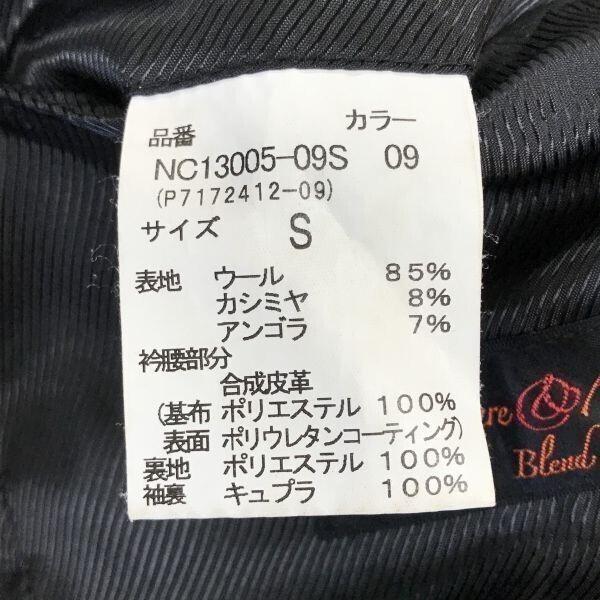 品番 カラー
NC13005-09S 09
(P7172412-09)
サイズ S
表地 ウール 85%
カシミヤ 8%
アンゴラ 7%
衿腰部分
合成皮革
(基布 ポリエステル 100%
表面 ポリウレタンコーティング)
裏地 ポリエステル 100%
袖裏 キュプラ 100%
ere
Blend